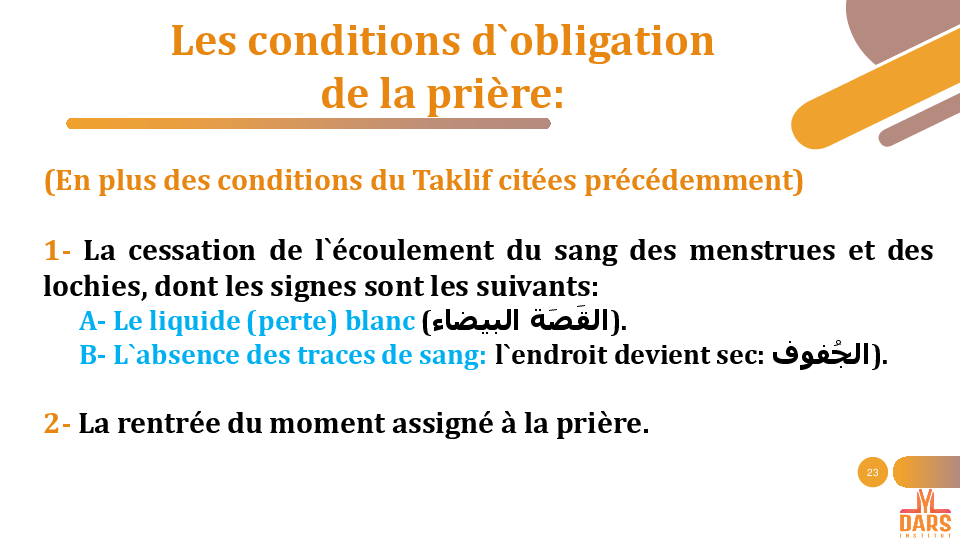 Les conditions d`obligation
de la prière:
(En plus des conditions du Taklif citées précédemment)
1- La cessation de l`écoulement du sang des menstrues et des
lochies, dont les signes sont les suivants:
A- Le liquide (perte) blanc (القَصَة البيضاء).
B- L`absence des traces de sang: l`endroit devient sec: الجُفوف).
2- La rentrée du moment assigné à la prière.
23
DARS
INSTITUT